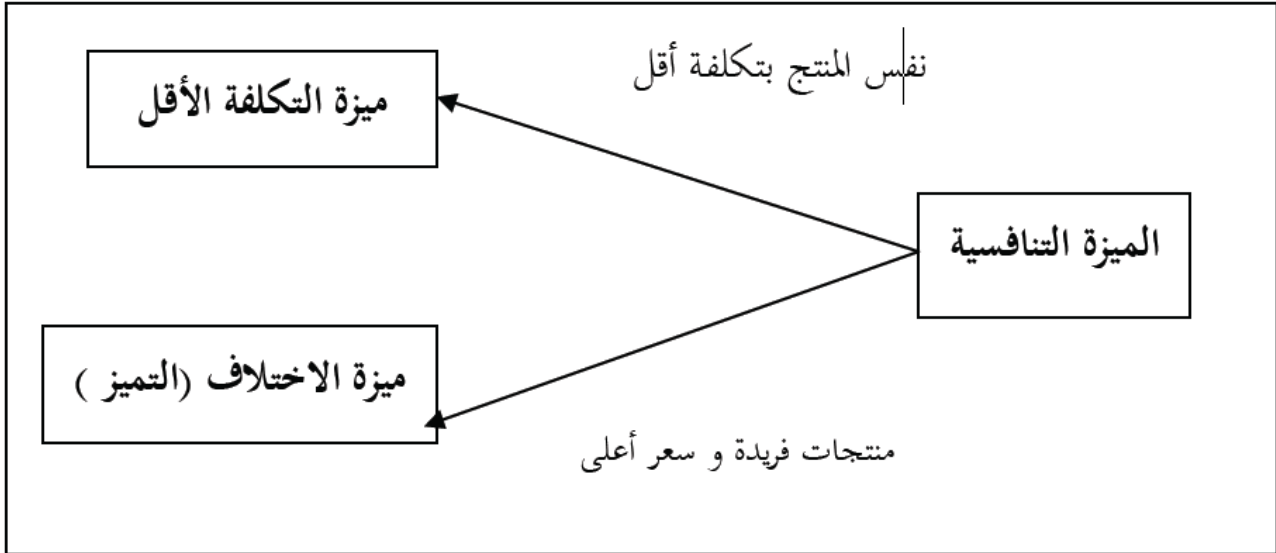 نفس المنتج بتكلفة أقل
ميزة التكلفة الأقل
الميزة التنافسية
ميزة الاختلاف (التميز )
منتجات فريدة و سعر أعلى